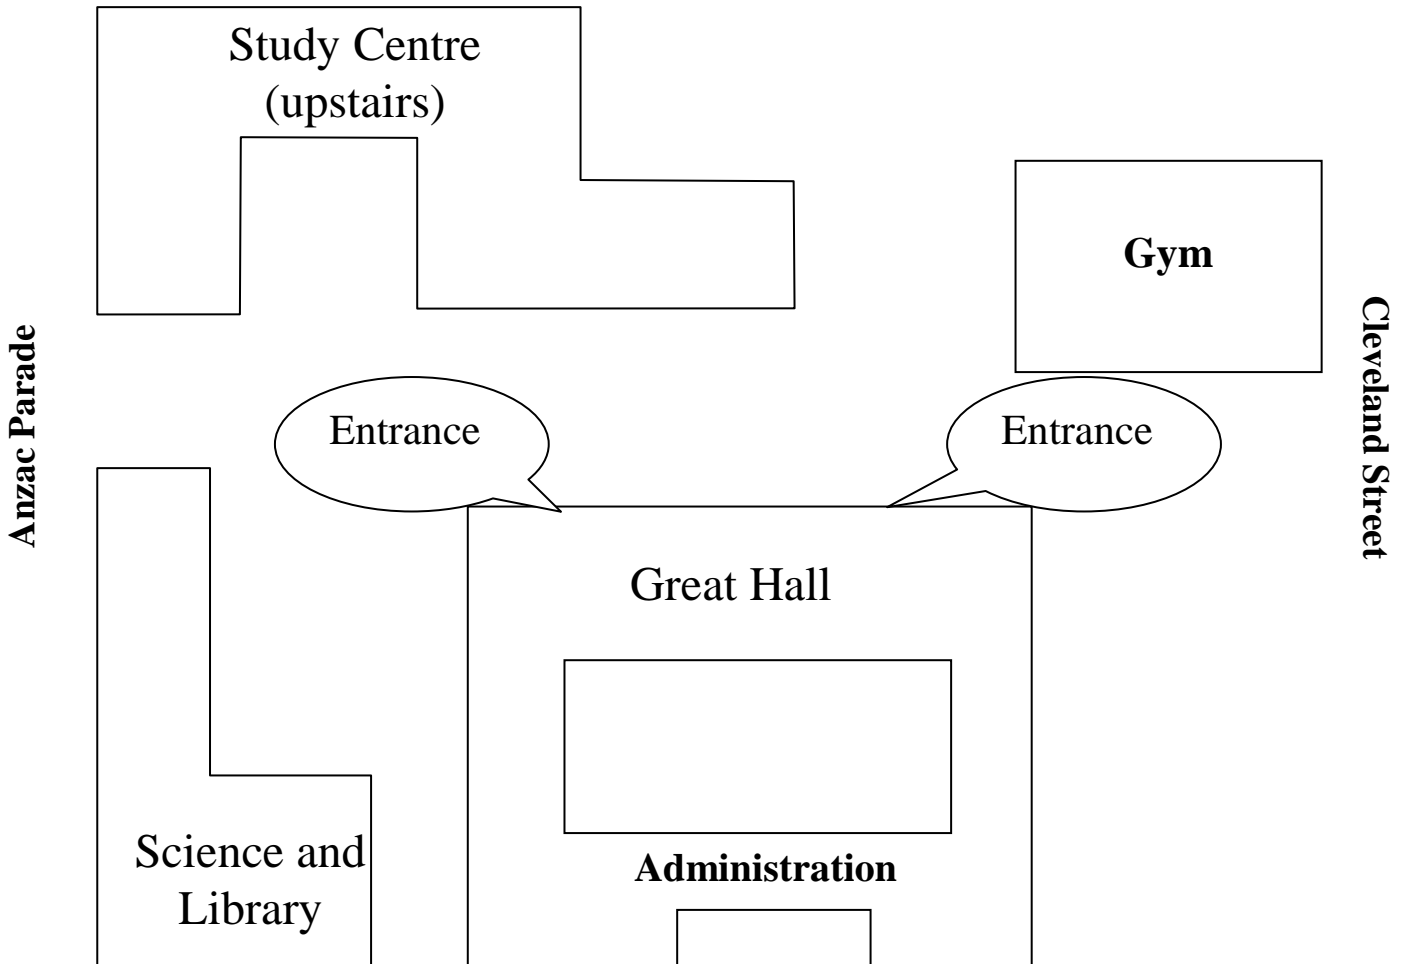 Study Centre
(upstairs)
Gym
Anzac Parade
Cleveland Street
Entrance
Entrance
Great Hall
Science and
Library
Administration